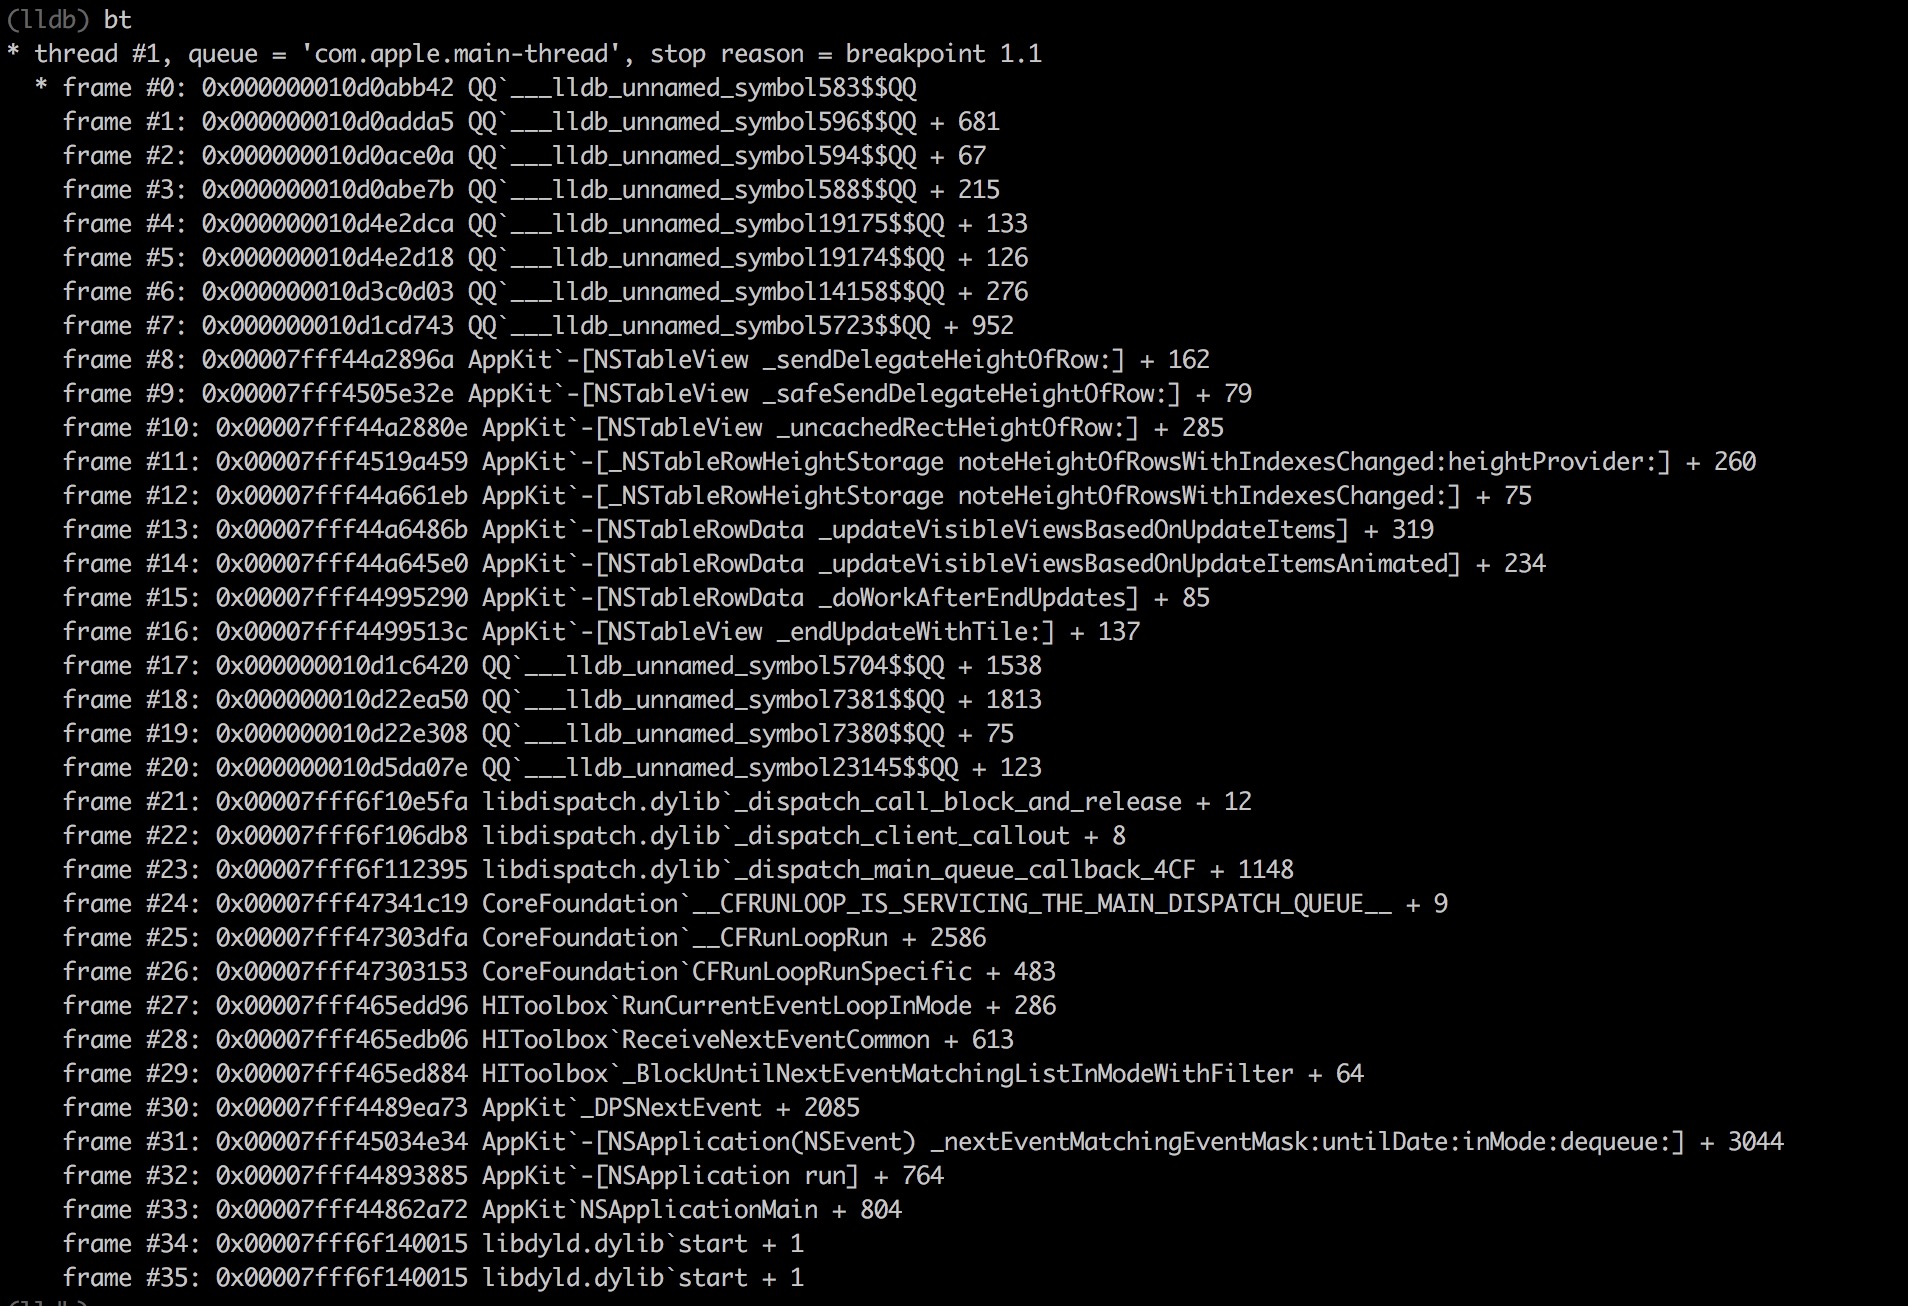 (lldb) bt
* thread #1, queue = 'com.apple.main-thread', stop reason = breakpoint 1.1
  * frame #0: 0x000000010d0abb42 QQ`___lldb_unnamed_symbol583$$QQ
    frame #1: 0x000000010d0adda5 QQ`___lldb_unnamed_symbol596$$QQ + 681
    frame #2: 0x000000010d0ace0a QQ`___lldb_unnamed_symbol594$$QQ + 67
    frame #3: 0x000000010d0abe7b QQ`___lldb_unnamed_symbol588$$QQ + 215
    frame #4: 0x000000010d4e2dca QQ`___lldb_unnamed_symbol19175$$QQ + 133
    frame #5: 0x000000010d4e2d18 QQ`___lldb_unnamed_symbol19174$$QQ + 126
    frame #6: 0x000000010d3c0d03 QQ`___lldb_unnamed_symbol14158$$QQ + 276
    frame #7: 0x000000010d1cd743 QQ`___lldb_unnamed_symbol5723$$QQ + 952
    frame #8: 0x00007fff44a2896a AppKit`-[NSTableView _sendDelegateHeightOfRow:] + 162
    frame #9: 0x00007fff4505e32e AppKit`-[NSTableView _safeSendDelegateHeightOfRow:] + 79
    frame #10: 0x00007fff44a2880e AppKit`-[NSTableView _uncachedRectHeightOfRow:] + 285
    frame #11: 0x00007fff4519a459 AppKit`-[_NSTableRowHeightStorage noteHeightOfRowsWithIndexesChanged:heightProvider:] + 260
    frame #12: 0x00007fff44a661eb AppKit`-[_NSTableRowHeightStorage noteHeightOfRowsWithIndexesChanged:] + 75
    frame #13: 0x00007fff44a6486b AppKit`-[NSTableRowData _updateVisibleViewsBasedOnUpdateItems] + 319
    frame #14: 0x00007fff44a645e0 AppKit`-[NSTableRowData _updateVisibleViewsBasedOnUpdateItemsAnimated] + 234
    frame #15: 0x00007fff44995290 AppKit`-[NSTableRowData _doWorkAfterEndUpdates] + 85
    frame #16: 0x00007fff4499513c AppKit`-[NSTableView _endUpdateWithTile:] + 137
    frame #17: 0x000000010d1c6420 QQ`___lldb_unnamed_symbol5704$$QQ + 1538
    frame #18: 0x000000010d22ea50 QQ`___lldb_unnamed_symbol7381$$QQ + 1813
    frame #19: 0x000000010d22e308 QQ`___lldb_unnamed_symbol7380$$QQ + 75
    frame #20: 0x000000010d5da07e QQ`___lldb_unnamed_symbol23145$$QQ + 123
    frame #21: 0x00007fff6f10e5fa libdispatch.dylib`_dispatch_call_block_and_release + 12
    frame #22: 0x00007fff6f106db8 libdispatch.dylib`_dispatch_client_callout + 8
    frame #23: 0x00007fff6f112395 libdispatch.dylib`_dispatch_main_queue_callback_4CF + 1148
    frame #24: 0x00007fff47341c19 CoreFoundation`__CFRUNLOOP_IS_SERVICING_THE_MAIN_DISPATCH_QUEUE__ + 9
    frame #25: 0x00007fff47303dfa CoreFoundation`__CFRunLoopRun + 2586
    frame #26: 0x00007fff47303153 CoreFoundation`CFRunLoopRunSpecific + 483
    frame #27: 0x00007fff465edd96 HIToolbox`RunCurrentEventLoopInMode + 286
    frame #28: 0x00007fff465edb06 HIToolbox`ReceiveNextEventCommon + 613
    frame #29: 0x00007fff465ed884 HIToolbox`_BlockUntilNextEventMatchingListInModeWithFilter + 64
    frame #30: 0x00007fff4489ea73 AppKit`_DPSNextEvent + 2085
    frame #31: 0x00007fff45034e34 AppKit`-[NSApplication(NSEvent) _nextEventMatchingEventMask:untilDate:inMode:dequeue:] + 3044
    frame #32: 0x00007fff44893885 AppKit`-[NSApplication run] + 764
    frame #33: 0x00007fff44862a72 AppKit`NSApplicationMain + 804
    frame #34: 0x00007fff6f140015 libdyld.dylib`start + 1
    frame #35: 0x00007fff6f140015 libdyld.dylib`start + 1